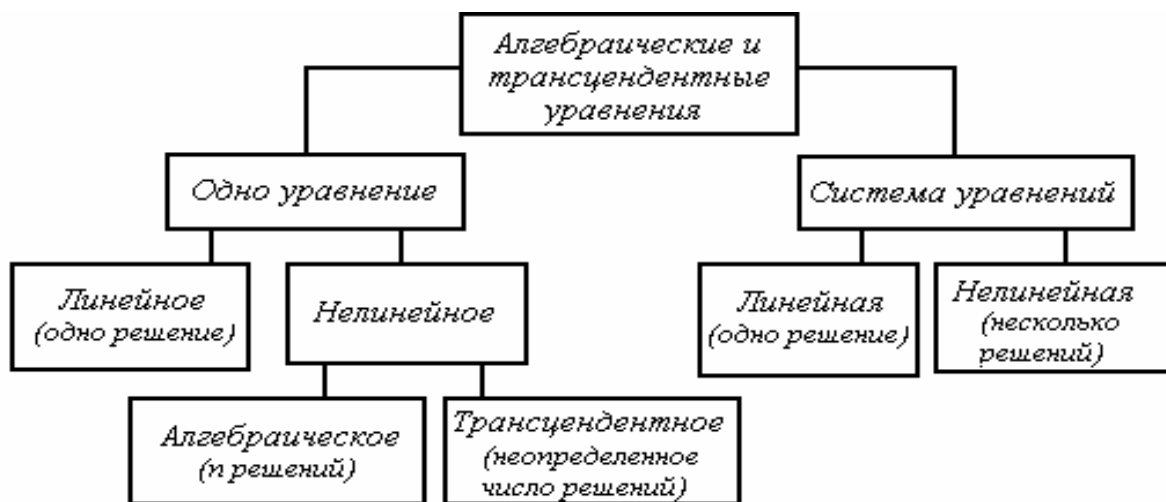 Алгебраические и
трансцендентные
уравнения
Одно уравнение
Система уравнений
Линейное
(одно решение)
Нелинейное
Линейная
(одно решение)
Нелинейная
(несколько
решений)
Алгебраическое
(n решений)
Трансцендентное
(неопределенное
число решений)